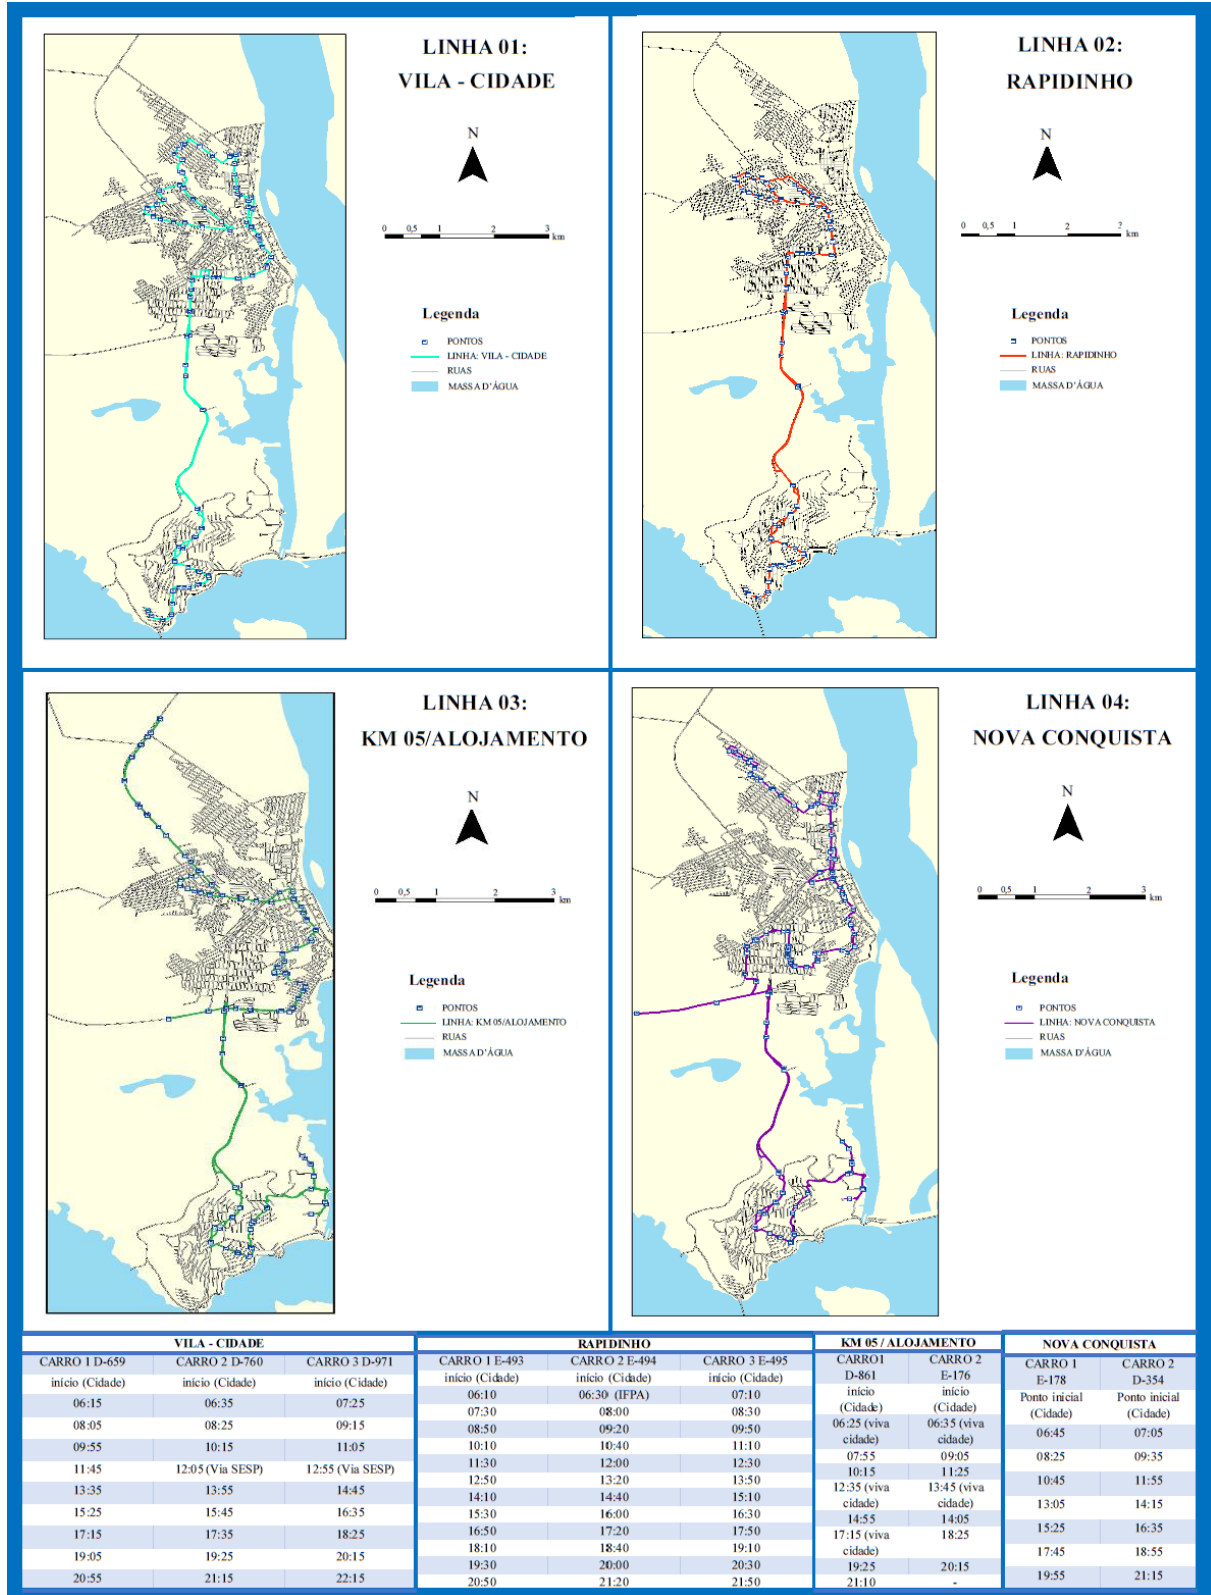 LINHA 01:
VILA - CIDADE
N
0 0,5 1 2 3
km
Legenda
PONTOS
LINHA: VILA - CIDADE
RUAS
MASSA D'ÁGUA
LINHA 02:
RAPIDINHO
N
0 0,5 1 2
km
Legenda
PONTOS
LINHA: RAPIDINHO
RUAS
MASSA D'ÁGUA
LINHA 03:
KM 05/ALOJAMENTO
N
0 0,5 1 2 3
km
Legenda
PONTOS
LINHA: KM 05/ALOJAMENTO
RUAS
MASSA D'ÁGUA
LINHA 04:
NOVA CONQUISTA
N
0 0,5 1 2 3
km
Legenda
PONTOS
LINHA: NOVA CONQUISTA
RUAS
MASSA D'ÁGUA
VILA - CIDADE
CARRO 1 D-659 CARRO 2 D-760 CARRO 3 D-971
início (Cidade) início (Cidade) início (Cidade)
06:15 06:35 07:25
08:05 08:25 09:15
09:55 10:15 11:05
11:45 12:05 (Via SESP) 12:55 (Via SESP)
13:35 13:55 14:45
15:25 15:45 16:35
17:15 17:35 18:25
19:05 19:25 20:15
20:55 21:15 22:15
RAPIDINHO
CARRO 1 E-493 CARRO 2 E-494 CARRO 3 E-495
início (Cidade) início (Cidade) início (Cidade)
06:10 06:30 (IFPA) 07:10
07:30 08:00 08:30
08:50 09:20 09:50
10:10 10:40 11:10
11:30 12:00 12:30
12:50 13:20 13:50
14:10 14:40 15:10
15:30 16:00 16:30
16:50 17:20 17:50
18:10 18:40 19:10
19:30 20:00 20:30
20:50 21:20 21:50
KM 05 / ALOJAMENTO
CARRO1 CARRO 2
D-861 E-176
início início
(Cidade) (Cidade)
06:25 (viva 06:35 (viva
cidade) cidade)
07:55 09:05
10:15 11:25
12:35 (viva 13:45 (viva
cidade) cidade)
14:55 14:05
17:15 (viva 18:25
cidade)
19:25 20:15
21:10 -
NOVA CONQUISTA
CARRO 1 CARRO 2
E-178 D-354
Ponto inicial Ponto inicial
(Cidade) (Cidade)
06:45 07:05
08:25 09:35
10:45 11:55
13:05 14:15
15:25 16:35
17:45 18:55
19:55 21:15